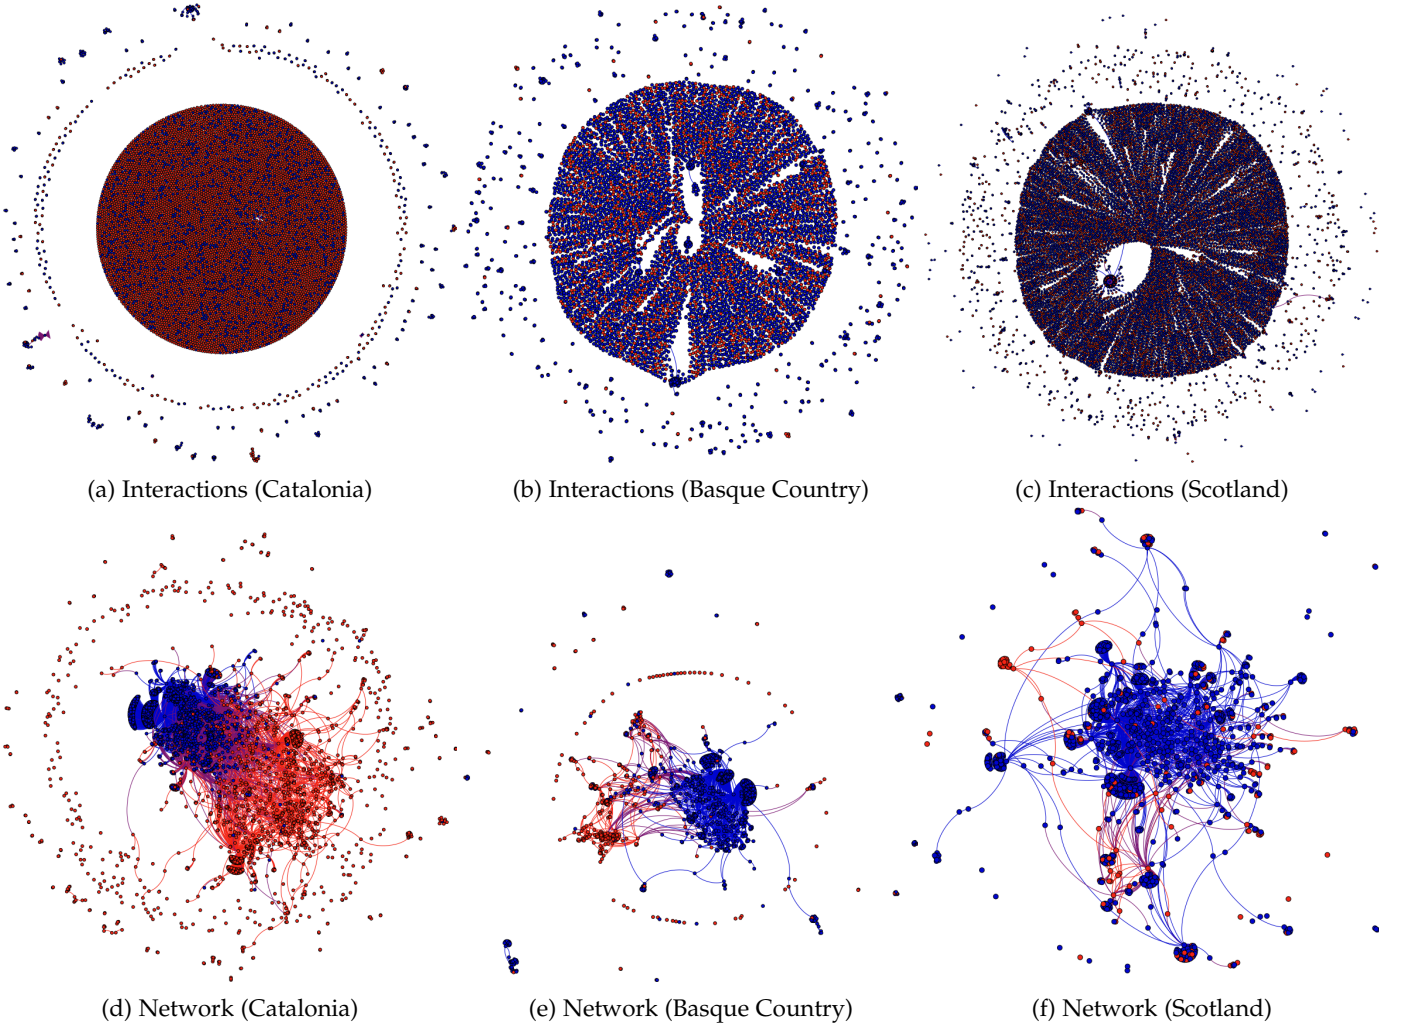 (a) Interactions (Catalonia)
(b) Interactions (Basque Country)
(c) Interactions (Scotland)
(d) Network (Catalonia)
(e) Network (Basque Country)
(f) Network (Scotland)